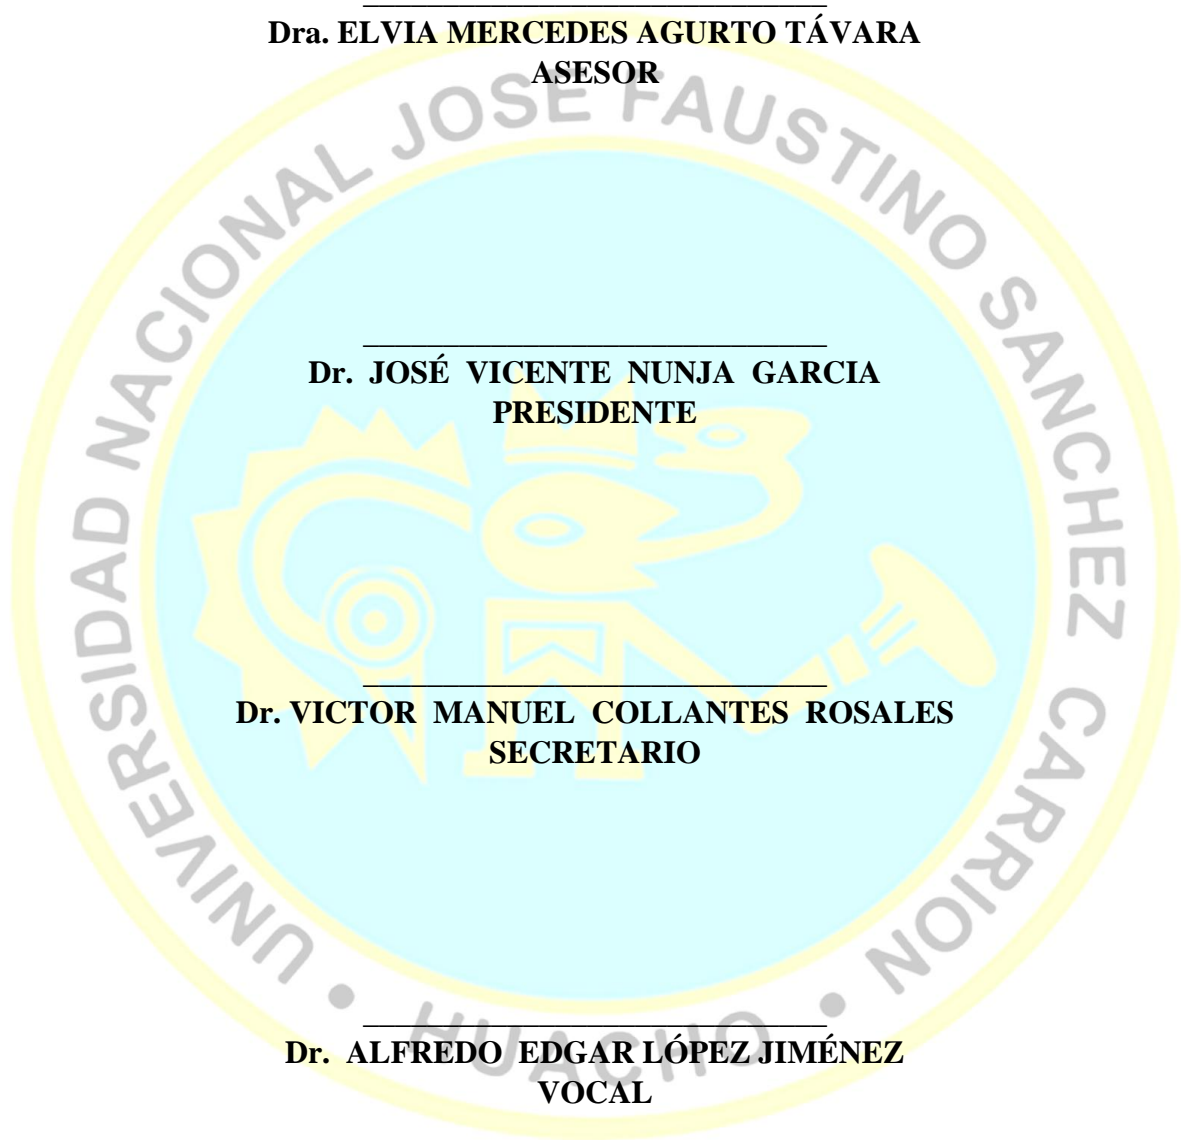 Dra. ELVIA MERCEDES AGURTO TÁVARA
ASESOR
Dr. JOSÉ VICENTE NUNJA GARCIA
PRESIDENTE
Dr. VICTOR MANUEL COLLANTES ROSALES
SECRETARIO
Dr. ALFREDO EDGAR LÓPEZ JIMÉNEZ
VOCAL
UNIVERSIDAD NACIONAL JOSE FAUSTINO SANCHEZ CARRION • HUACHO •